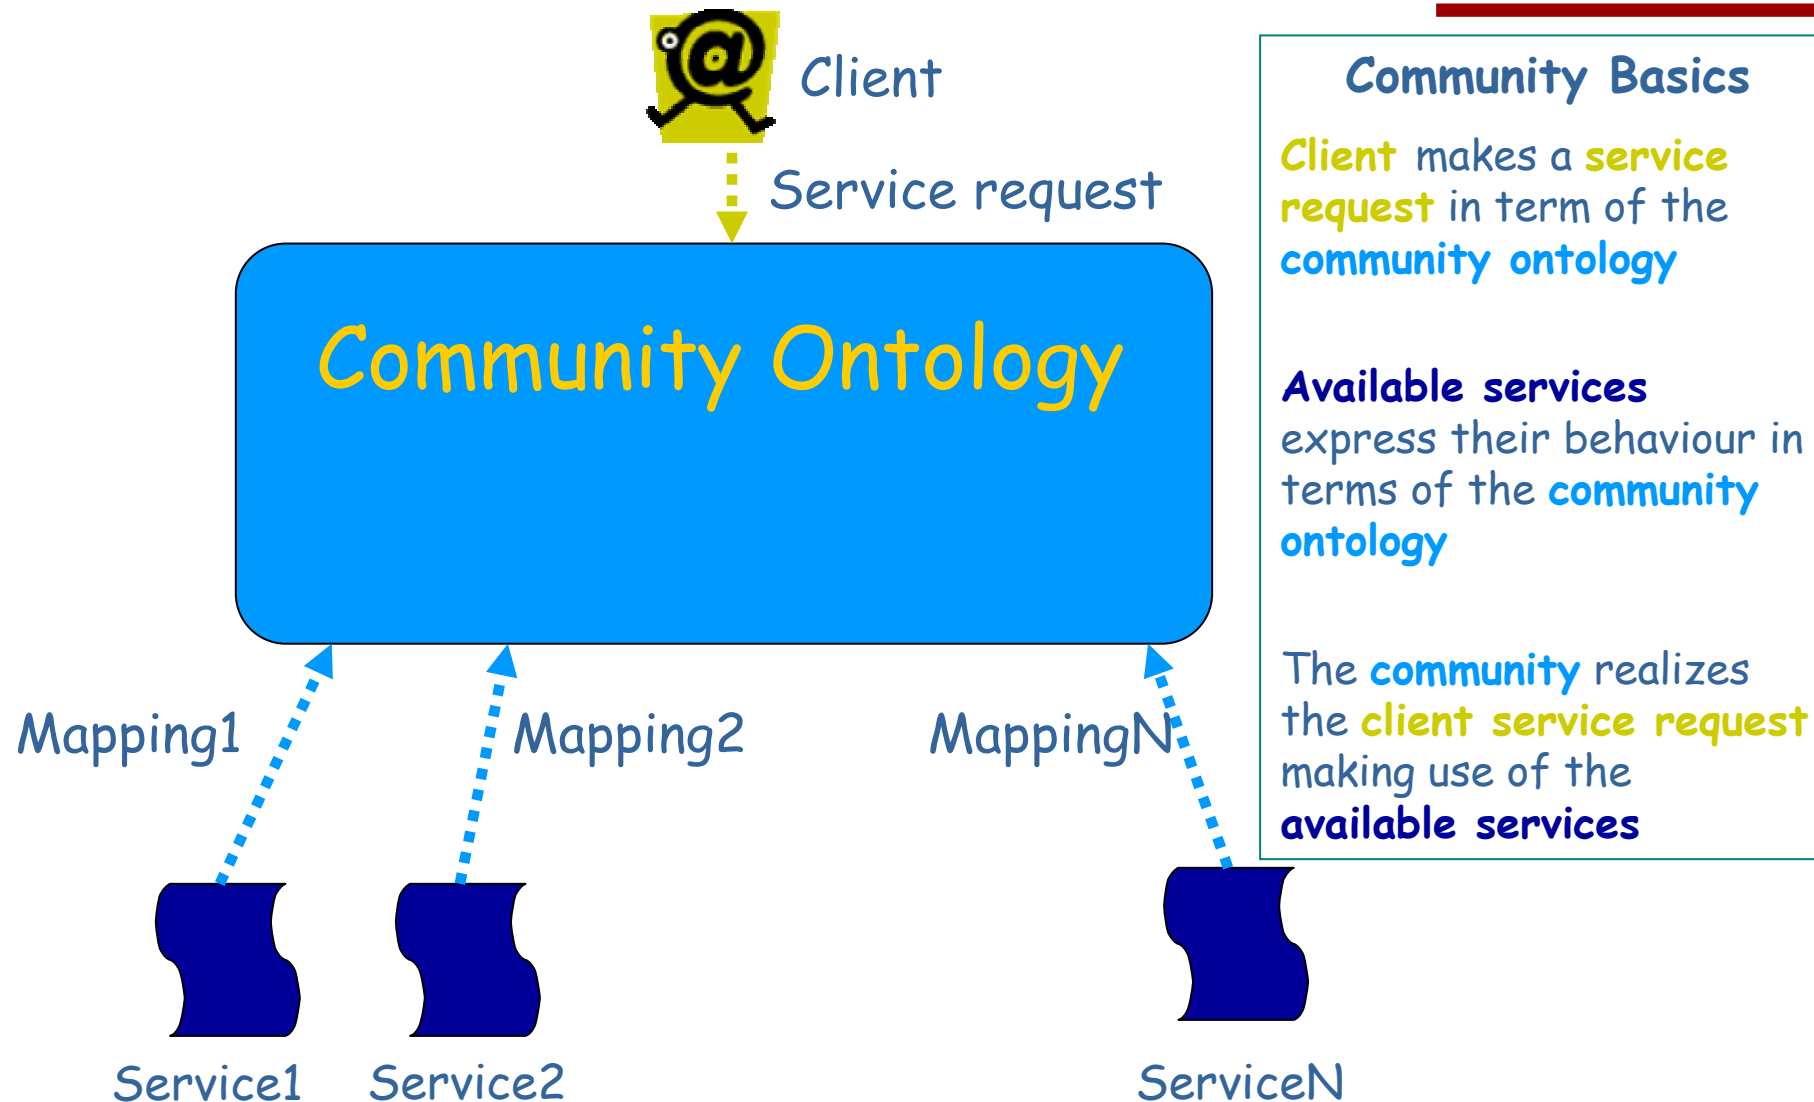 Client
Service request
Community Ontology
Mapping1
Mapping2
MappingN
Service1
Service2
ServiceN
Community Basics
Client makes a service
request in term of the
community ontology
Available services
express their behaviour in
terms of the community
ontology
The community realizes
the client service request
making use of the
available services